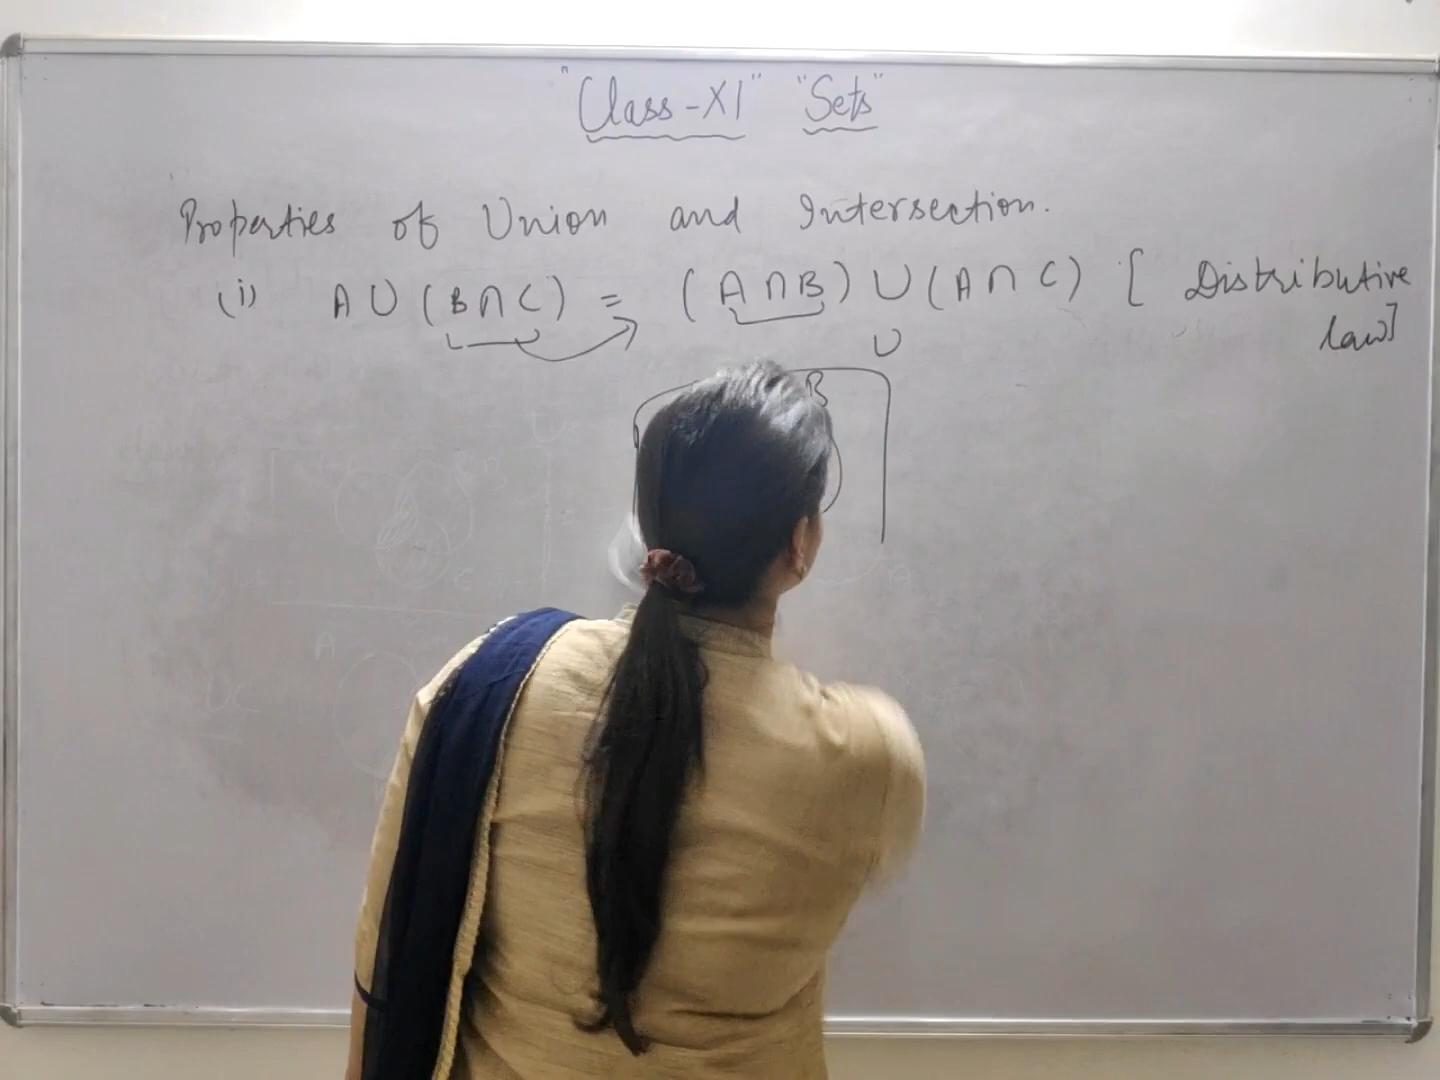 "Class-XI" "Sets"
Properties of Union and Intersection.
(i) A ∪ (B ∩ C) = (A ∩ B) ∪ (A ∩ C) [ Distributive
law]
U
B